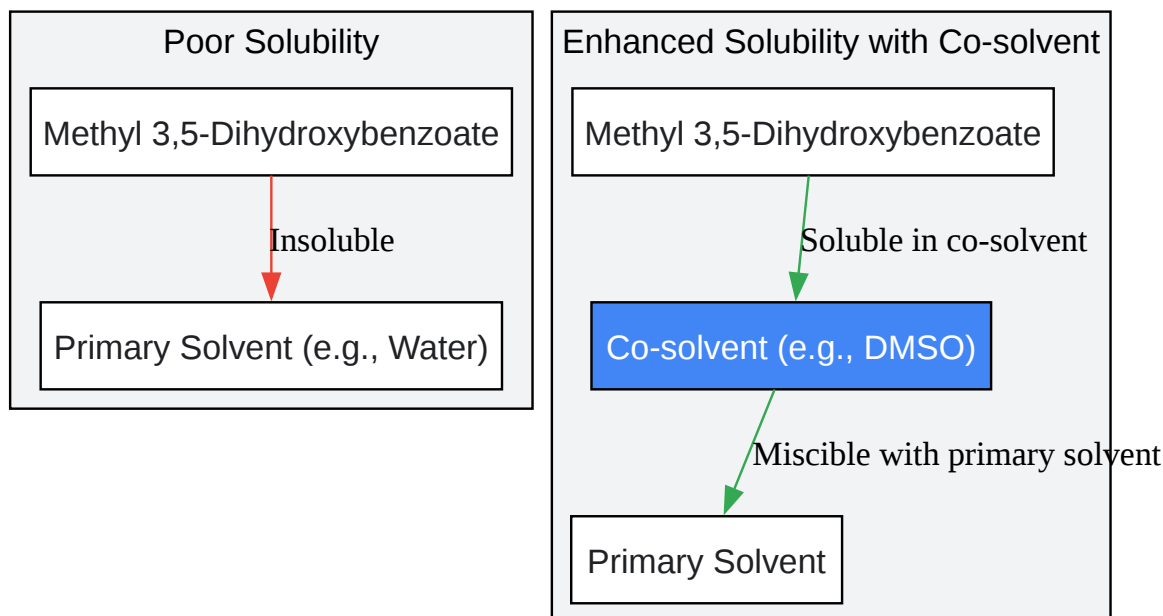 Poor Solubility
Methyl 3,5-Dihydroxybenzoate
Insoluble
Primary Solvent (e.g., Water)
Enhanced Solubility with Co-solvent
Methyl 3,5-Dihydroxybenzoate
Soluble in co-solvent
Co-solvent (e.g., DMSO)
Miscible with primary solvent
Primary Solvent